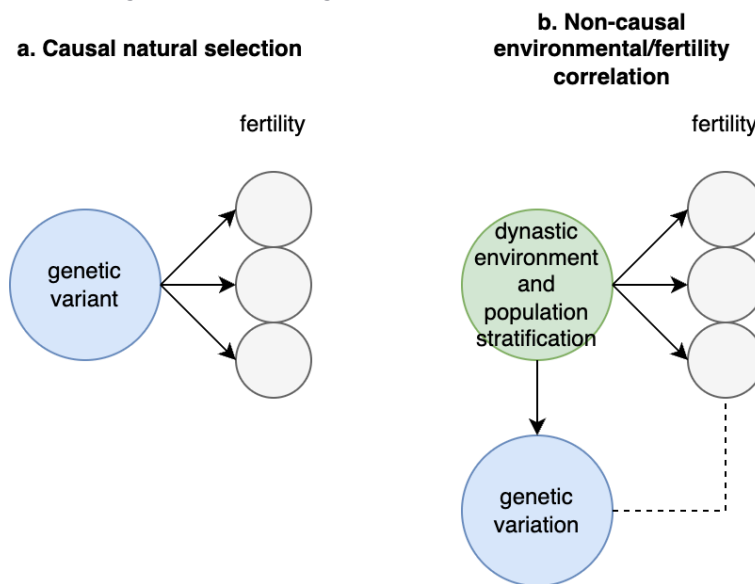 a. Causal natural selection
b. Non-causal
environmental/fertility
correlation
fertility
fertility
genetic
variant
dynastic
environment
and
population
stratification
genetic
variation